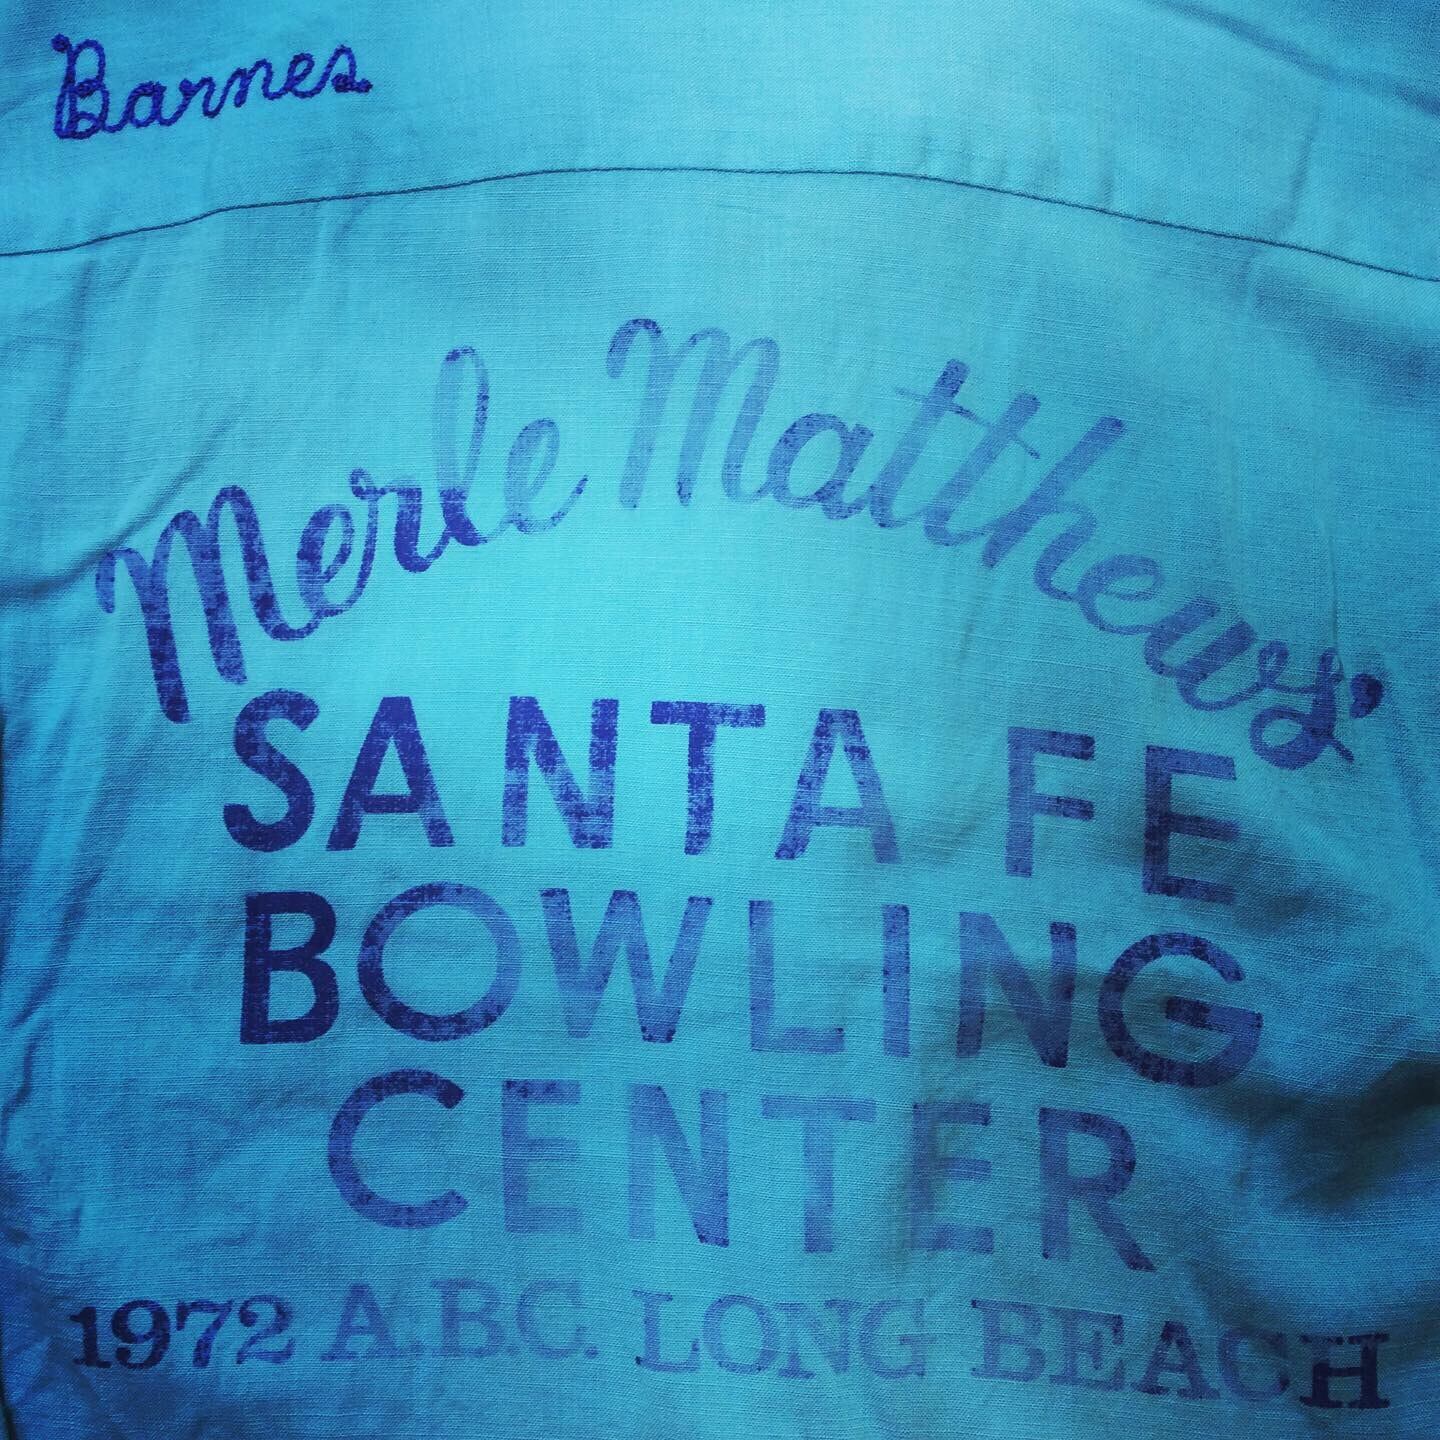 Barnes
Merle Matthews'
SANTA FE
BOWLING
CENTER
1972 A.B.C. LONG BEACH